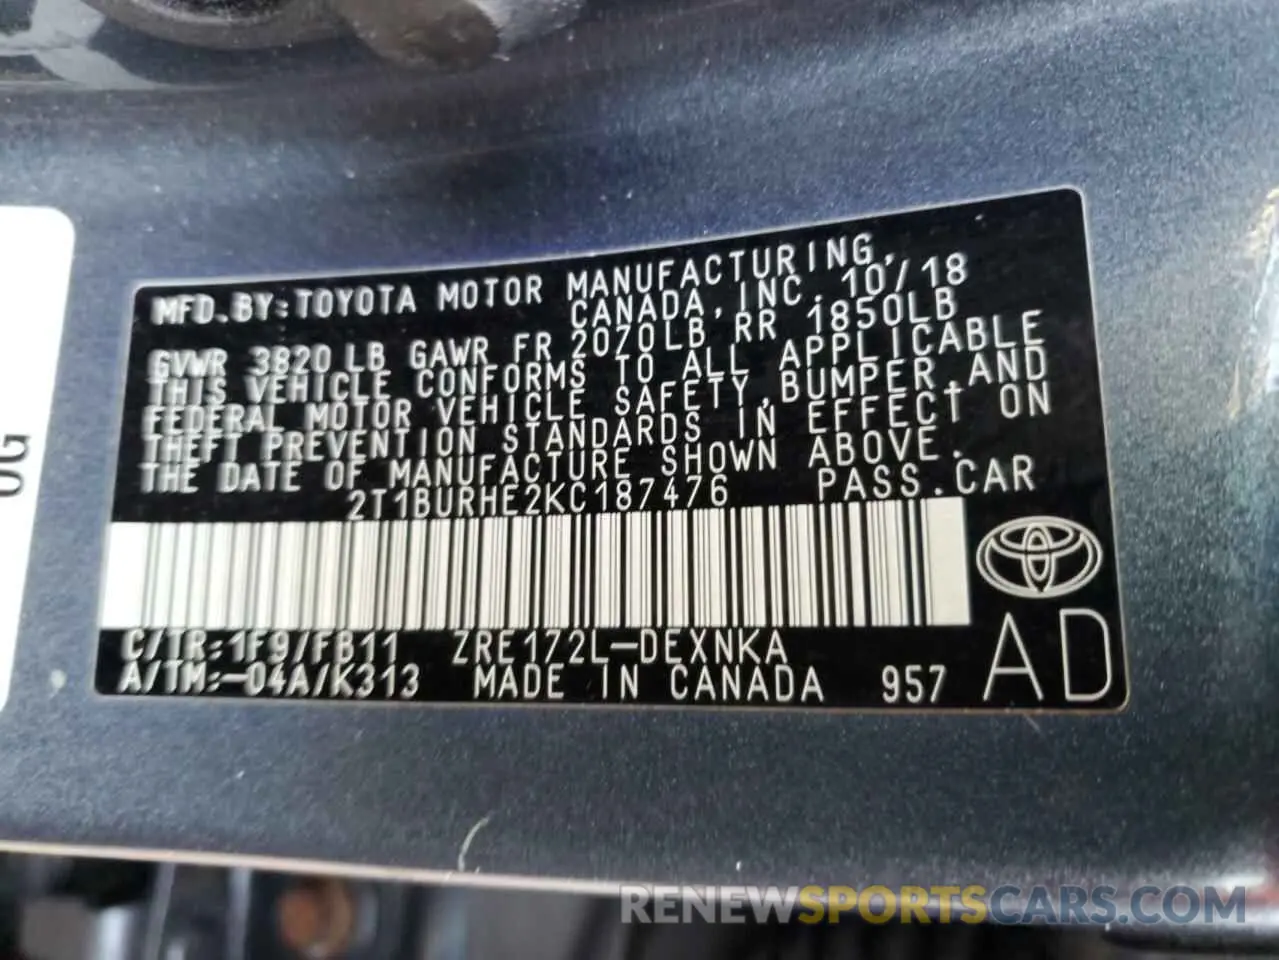 MFD.BY:TOYOTA MOTOR MANUFACTURING,
CANADA,INC. 10/18
GVWR 3820 LB GAWR FR 2070LB RR 1850LB
THIS VEHICLE CONFORMS TO ALL APPLICABLE
FEDERAL MOTOR VEHICLE SAFETY,BUMPER,AND
THEFT PREVENTION STANDARDS IN EFFECT ON
THE DATE OF MANUFACTURE SHOWN ABOVE.
2T1BURHE2KC187476 PASS.CAR
C/TR:1F9/FB11 ZRE172L-DEXNKA
A/TM:-04A/K313 MADE IN CANADA 957
AD
0G
RENEWSPORTSCARS.COM-18